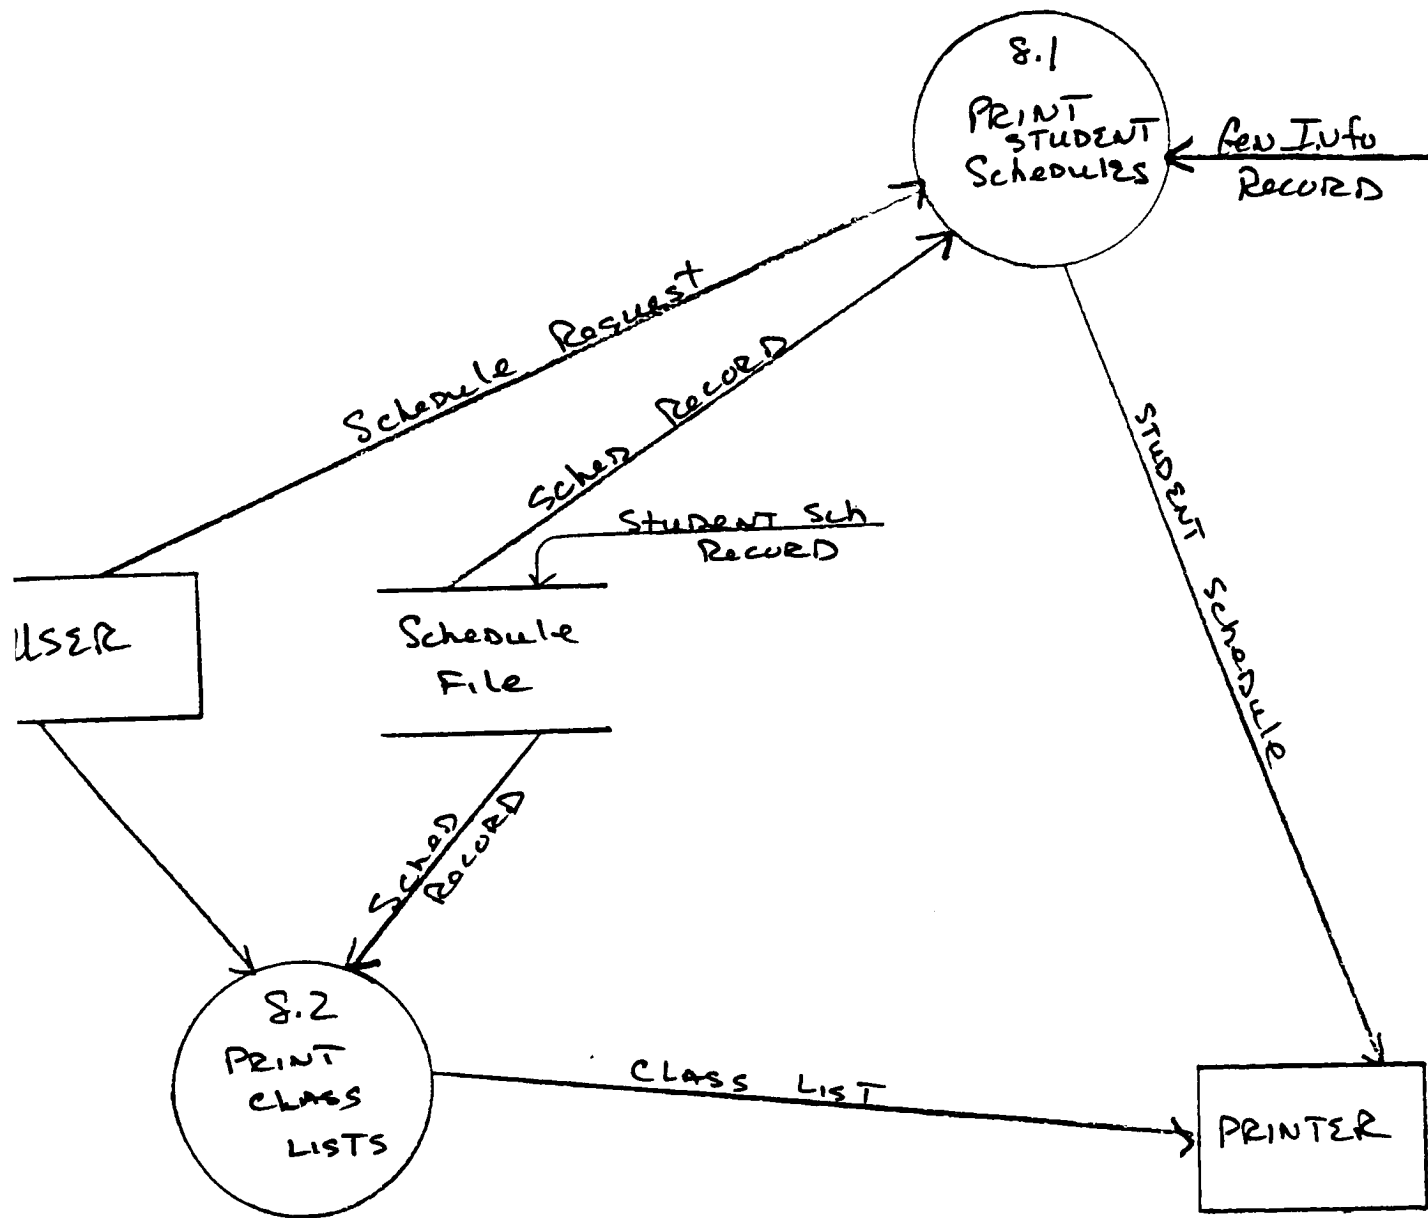 8.1
PRINT
STUDENT
Schedules
Gen Info
RECORD
Schedule Request
Sched Record
Student Sch
Record
STUDENT Schedule
USER
Schedule
File
Sched
Record
8.2
PRINT
CLASS
LISTS
CLASS LIST
PRINTER